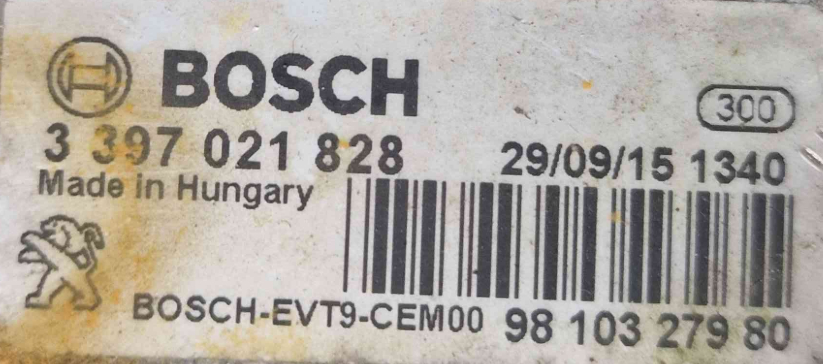 BOSCH
300
3 397 021 828
29/09/15 1340
Made in Hungary
BOSCH-EVT9-CEM00 98 103 279 80